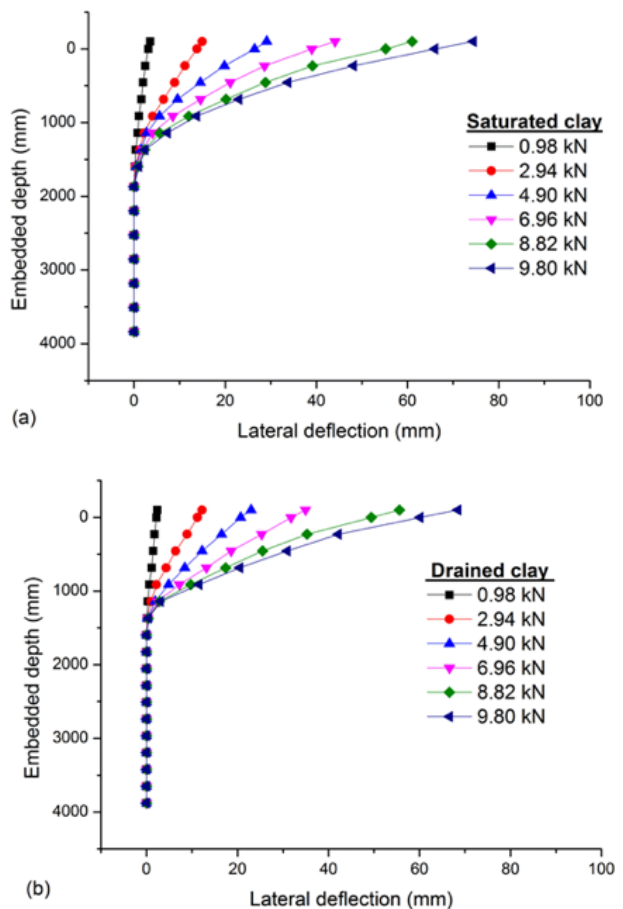 0
1000
2000
3000
4000
Embedded depth (mm)
Saturated clay
0.98 kN
2.94 kN
4.90 kN
6.96 kN
8.82 kN
9.80 kN
0 20 40 60 80 100
(a)
Lateral deflection (mm)
0
1000
2000
3000
4000
Embedded depth (mm)
Drained clay
0.98 kN
2.94 kN
4.90 kN
6.96 kN
8.82 kN
9.80 kN
0 20 40 60 80 100
(b)
Lateral deflection (mm)